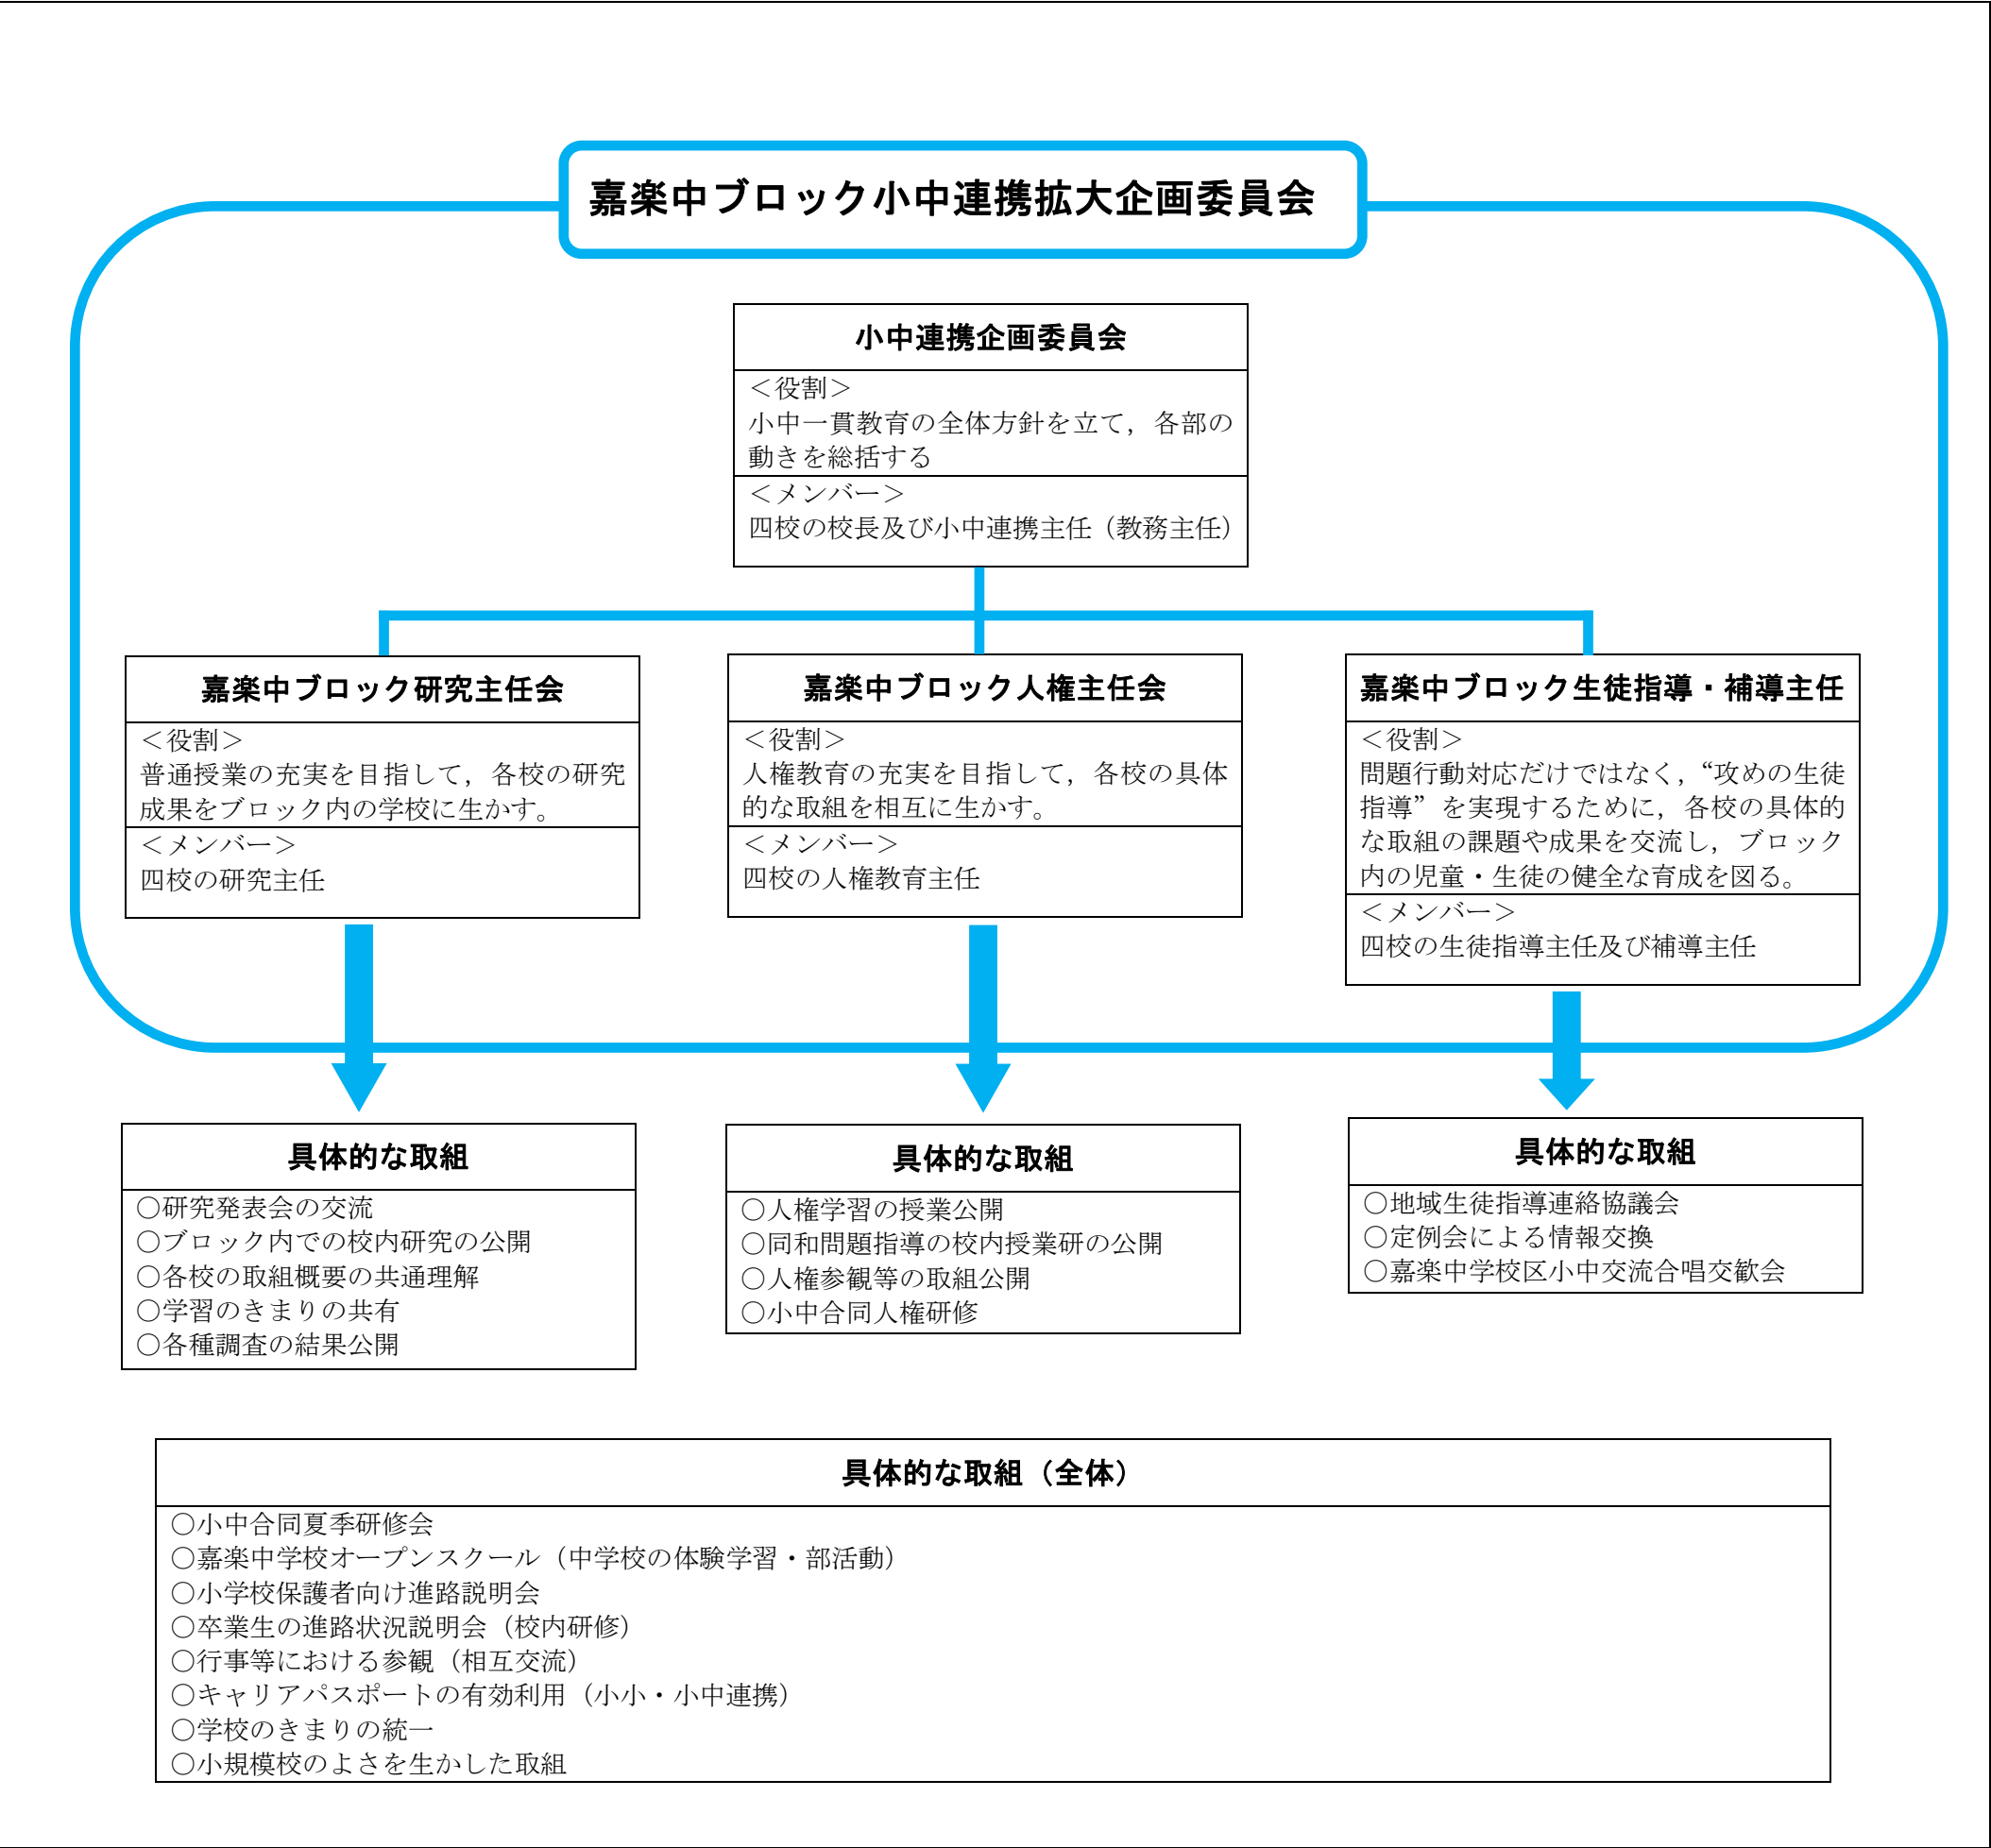 嘉楽中ブロック小中連携拡大企画委員会
小中連携企画委員会
＜役割＞
小中一貫教育の全体方針を立て，各部の
動きを総括する
＜メンバー＞
四校の校長及び小中連携主任（教務主任）
嘉楽中ブロック研究主任会
＜役割＞
普通授業の充実を目指して，各校の研究
成果をブロック内の学校に生かす。
＜メンバー＞
四校の研究主任
嘉楽中ブロック人権主任会
＜役割＞
人権教育の充実を目指して，各校の具体
的な取組を相互に生かす。
＜メンバー＞
四校の人権教育主任
嘉楽中ブロック生徒指導・補導主任
＜役割＞
問題行動対応だけではなく，“攻めの生徒
指導”を実現するために，各校の具体的
な取組の課題や成果を交流し，ブロック
内の児童・生徒の健全な育成を図る。
＜メンバー＞
四校の生徒指導主任及び補導主任
具体的な取組
○研究発表会の交流
○ブロック内での校内研究の公開
○各校の取組概要の共通理解
○学習のきまりの共有
○各種調査の結果公開
具体的な取組
○人権学習の授業公開
○同和問題指導の校内授業研の公開
○人権参観等の取組公開
○小中合同人権研修
具体的な取組
○地域生徒指導連絡協議会
○定例会による情報交換
○嘉楽中学校区小中交流合唱交歓会
具体的な取組（全体）
○小中合同夏季研修会
○嘉楽中学校オープンスクール（中学校の体験学習・部活動）
○小学校保護者向け進路説明会
○卒業生の進路状況説明会（校内研修）
○行事等における参観（相互交流）
○キャリアパスポートの有効利用（小小・小中連携）
○学校のきまりの統一
○小規模校のよさを生かした取組